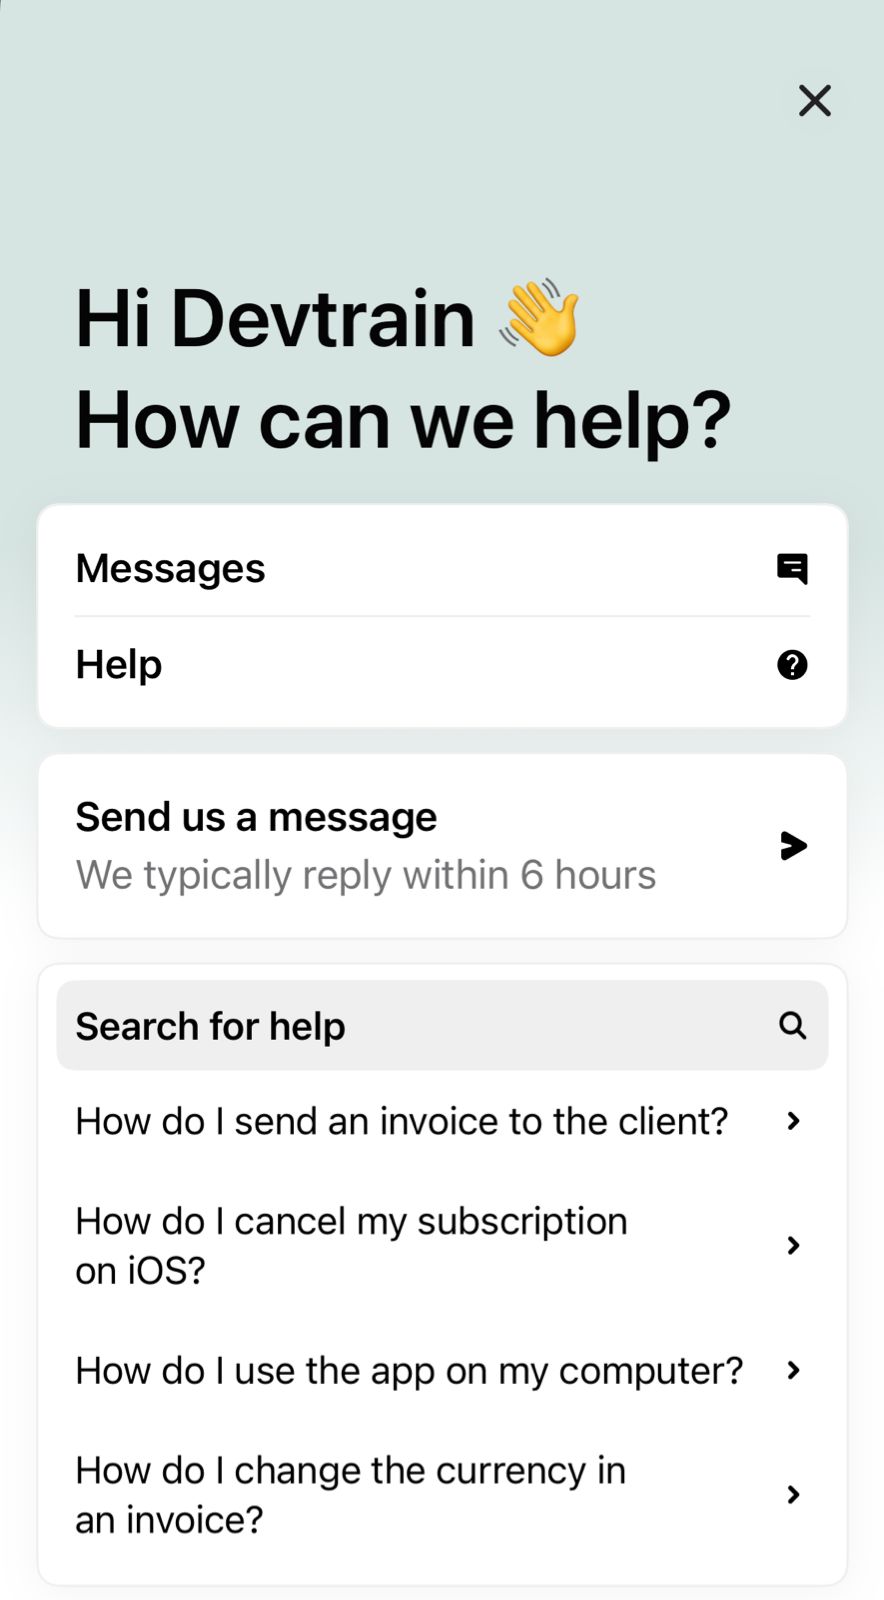 Hi Devtrain 👋
How can we help?
Messages
Help
Send us a message
We typically reply within 6 hours
Search for help
How do I send an invoice to the client?
How do I cancel my subscription
on iOS?
How do I use the app on my computer?
How do I change the currency in
an invoice?